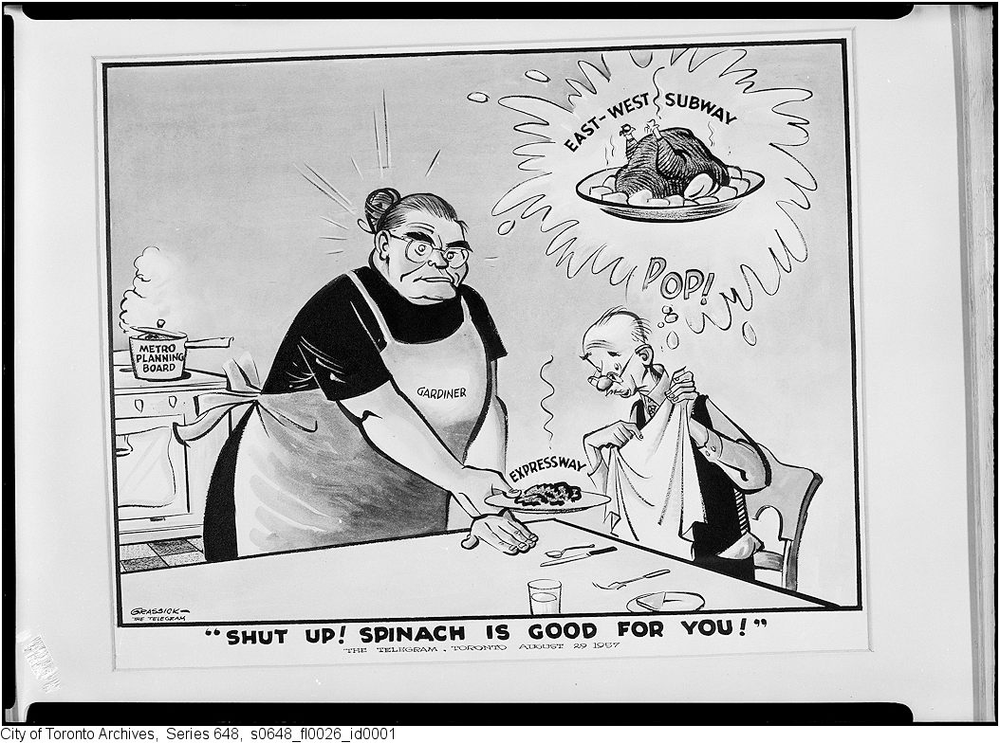 EAST-WEST SUBWAY
POP!
METRO
PLANNING
BOARD
GARDINER
EXPRESSWAY
GRASSICK
THE TELEGRAM
"SHUT UP! SPINACH IS GOOD FOR YOU!"
THE TELEGRAM, TORONTO AUGUST 29 1957
City of Toronto Archives, Series 648, s0648_fl0026_id0001